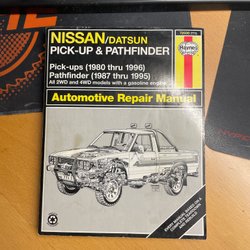 NISSAN/DATSUN
PICK-UP & PATHFINDER
Haynes
Pick-ups (1980 thru 1996)
Pathfinder (1987 thru 1995)
All 2WD and 4WD models with a gasoline engine
Automotive Repair Manual